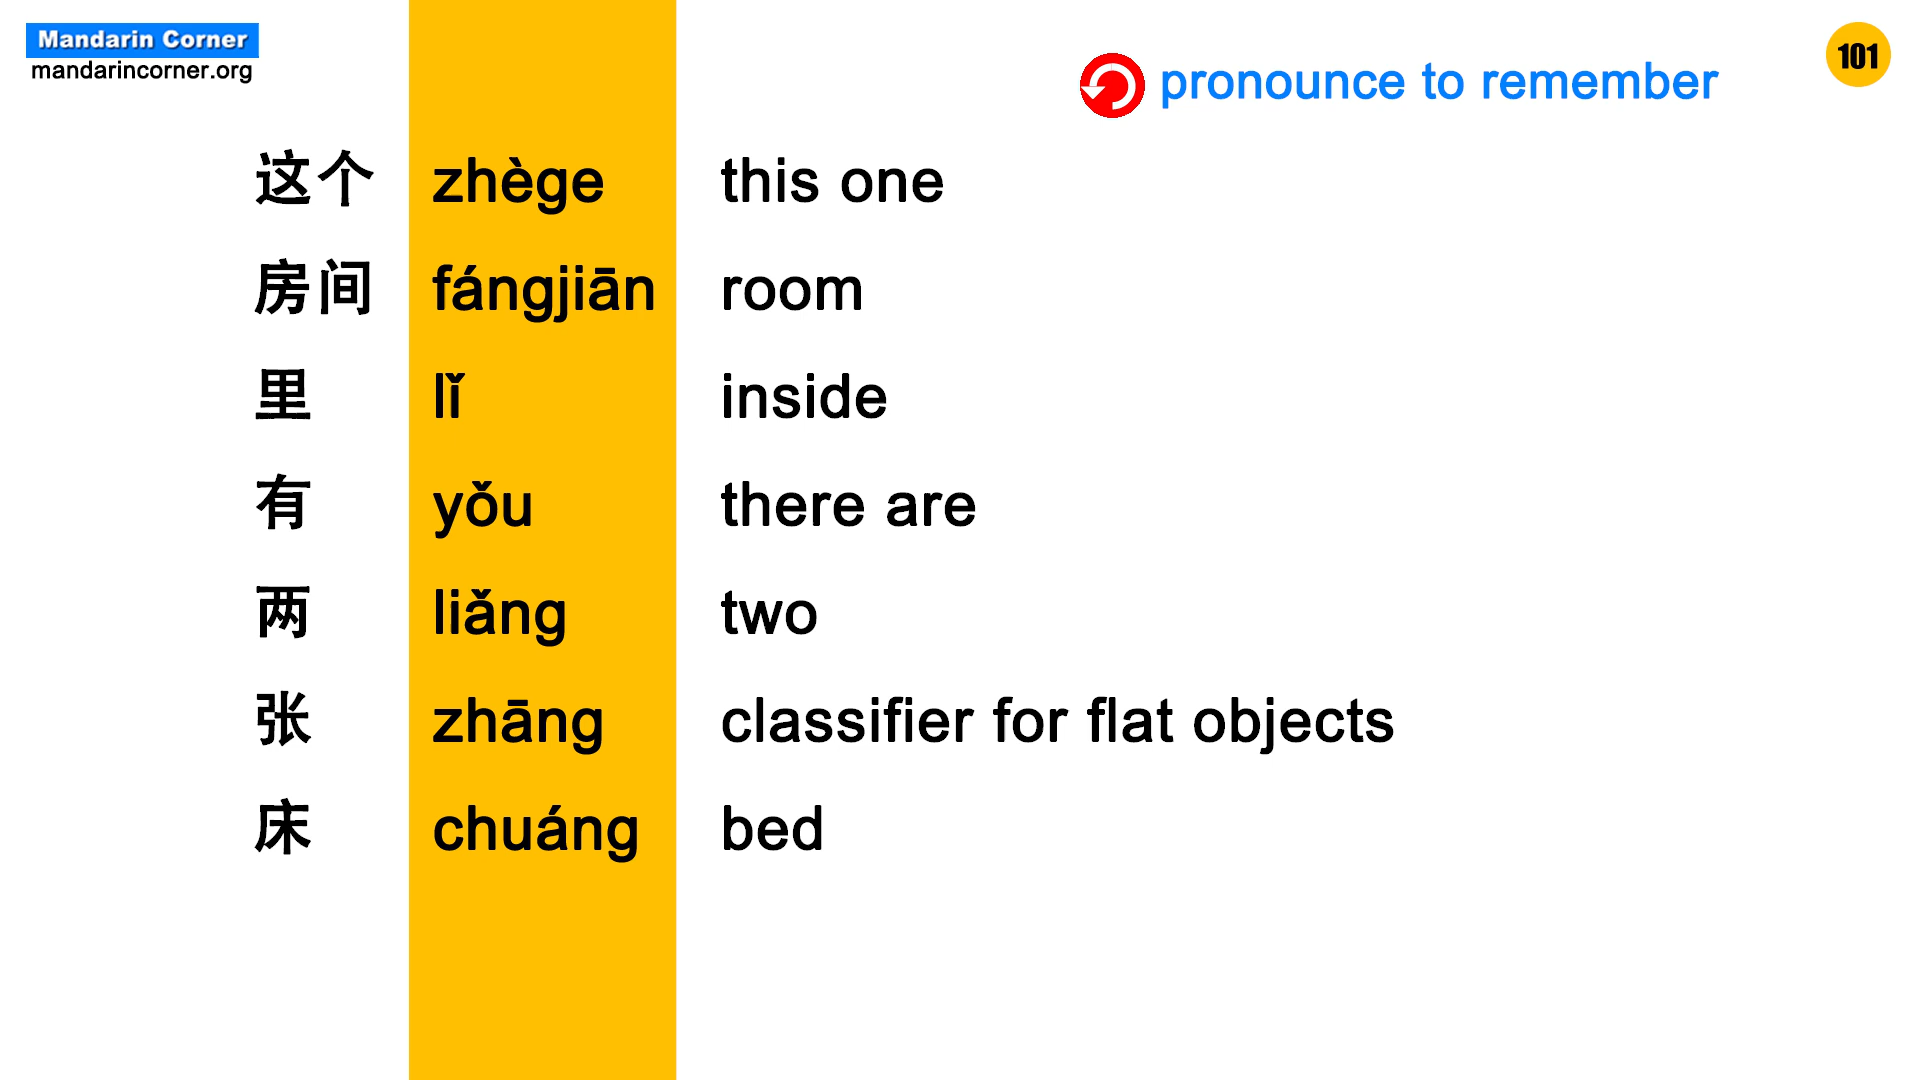 Mandarin Corner
mandarincorner.org
101
pronounce to remember
这个 zhège this one
房间 fángjiān room
里 lǐ inside
有 yǒu there are
两 liǎng two
张 zhāng classifier for flat objects
床 chuáng bed